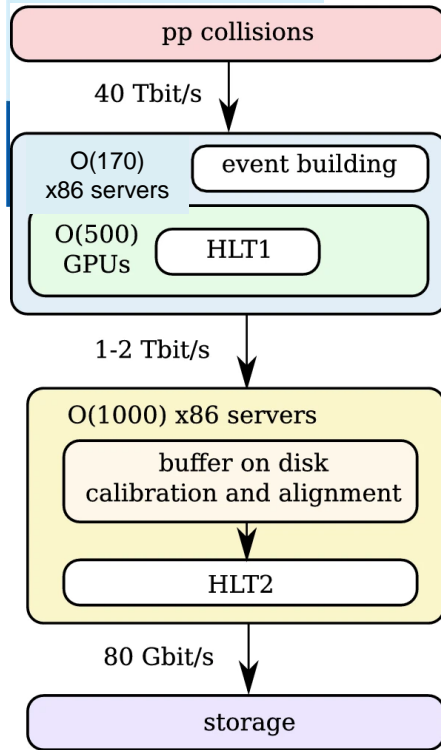 pp collisions
40 Tbit/s
O(170)
x86 servers
event building
O(500)
GPUs
HLT1
1-2 Tbit/s
O(1000) x86 servers
buffer on disk
calibration and alignment
HLT2
80 Gbit/s
storage